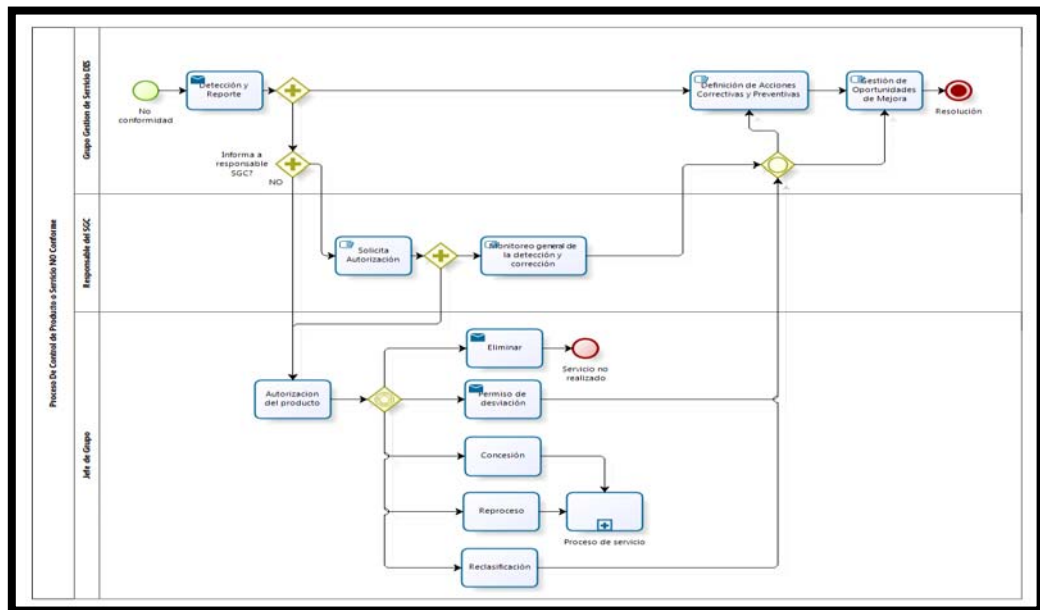 Proceso De Control de Producto o Servicio NO Conforme
Grupo Gestion de Servicio DIS
No
conformidad
Detección y
Reporte
Informa a
responsable
SGC?
NO
Definición de Acciones
Correctivas y Preventivas
Gestión de
Oportunidades
de Mejora
Resolución
Responsable del SGC
Solicita
Autorización
Monitoreo general de
la detección y
corrección
Jefe de Grupo
Autorizacion
del producto
Eliminar
Servicio no
realizado
Permiso de
desviación
Concesión
Reproceso
Proceso de servicio
Reclasificación